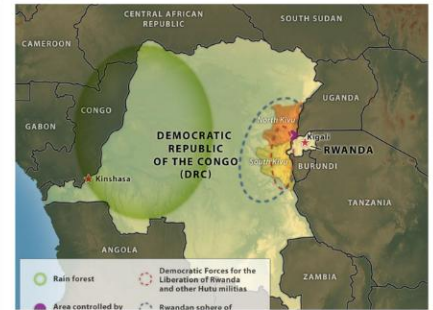 CENTRAL AFRICAN
REPUBLIC
SOUTH SUDAN
CAMEROON
CONGO
GABON
UGANDA
North Kivu
DEMOCRATIC
REPUBLIC
OF THE CONGO
(DRC)
Kigali
RWANDA
South Kivu
BURUNDI
Kinshasa
TANZANIA
ANGOLA
ZAMBIA
Rain forest
Democratic Forces for the
Liberation of Rwanda
and other Hutu militias
Area controlled by
Rwandan sphere of